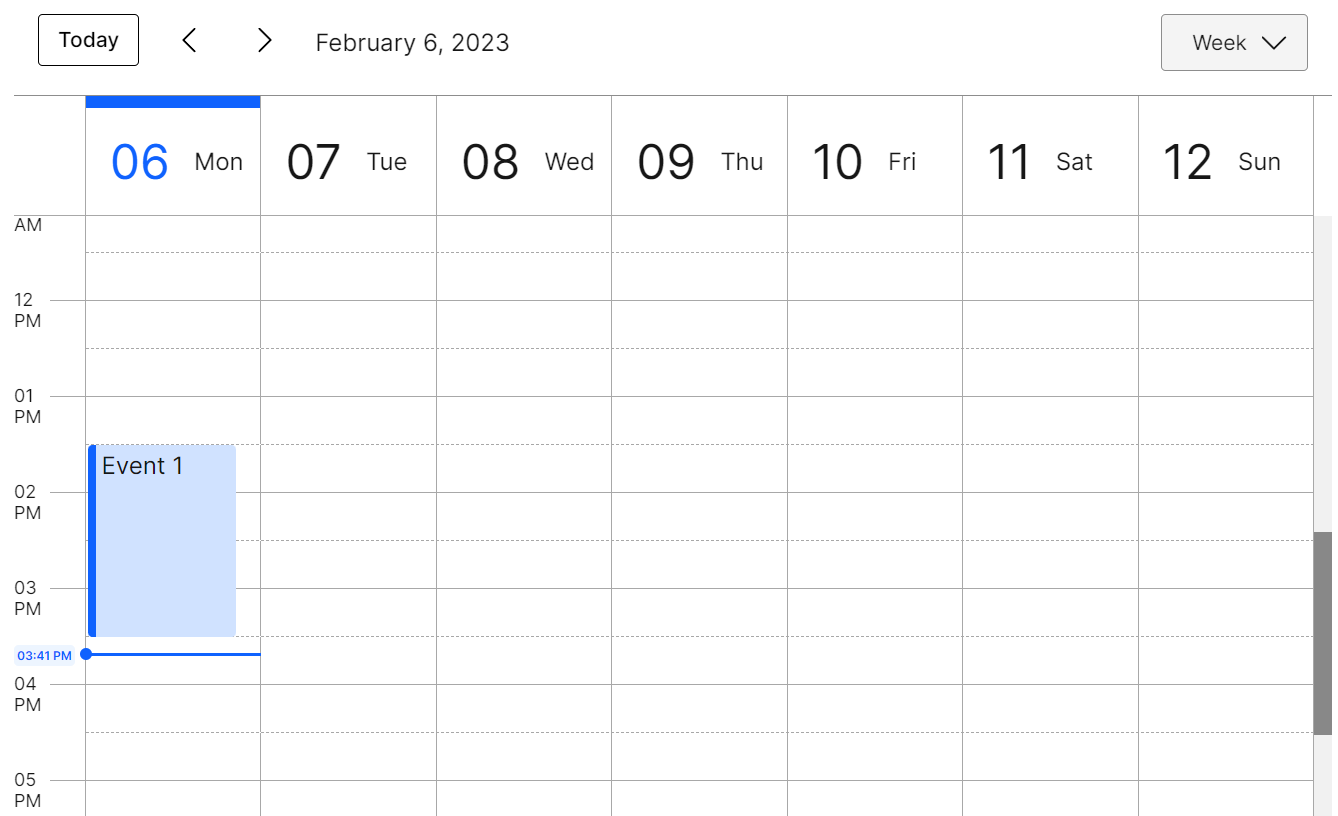 Today
February 6, 2023
Week
06 Mon
07 Tue
08 Wed
09 Thu
10 Fri
11 Sat
12 Sun
AM
12
PM
01
PM
Event 1
02
PM
03
PM
03:41 PM
04
PM
05
PM